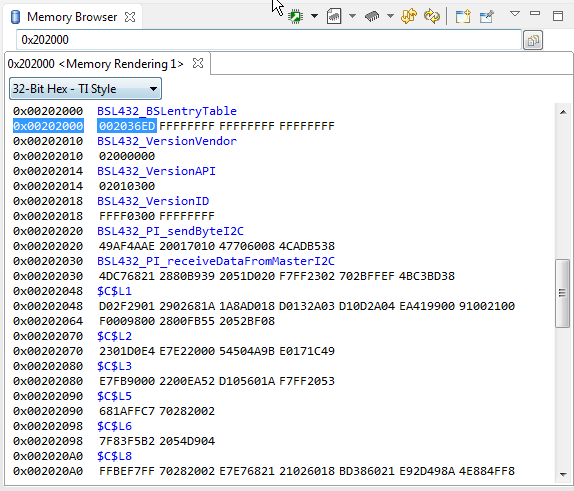 Memory Browser
0x202000
0x202000 <Memory Rendering 1>
32-Bit Hex - TI Style
0x00202000 BSL432_BSLentryTable
0x00202000 002036ED FFFFFFFF FFFFFFFF FFFFFFFF
0x00202010 BSL432_VersionVendor
0x00202010 02000000
0x00202014 BSL432_VersionAPI
0x00202014 02010300
0x00202018 BSL432_VersionID
0x00202018 FFFF0300 FFFFFFFF
0x00202020 BSL432_PI_sendByteI2C
0x00202020 49AF4AAE 20017010 47706008 4CADB538
0x00202030 BSL432_PI_receiveDataFromMasterI2C
0x00202030 4DC76821 2880B939 2051D020 F7FF2302 702BFFEF 4BC3BD38
0x00202048 $C$L1
0x00202048 D02F2901 2902681A 1A8AD018 D0132A03 D10D2A04 EA419900 91002100
0x00202064 F0009800 2800FB55 2052BF08
0x00202070 $C$L2
0x00202070 2301D0E4 E7E22000 54504A9B E0171C49
0x00202080 $C$L3
0x00202080 E7FB9000 2200EA52 D105601A F7FF2053
0x00202090 $C$L5
0x00202090 681AFFC7 70282002
0x00202098 $C$L6
0x00202098 7F83F5B2 2054D904
0x002020A0 $C$L8
0x002020A0 FFBEF7FF 70282002 E7E76821 21026018 BD386021 E92D498A 4E884FF8